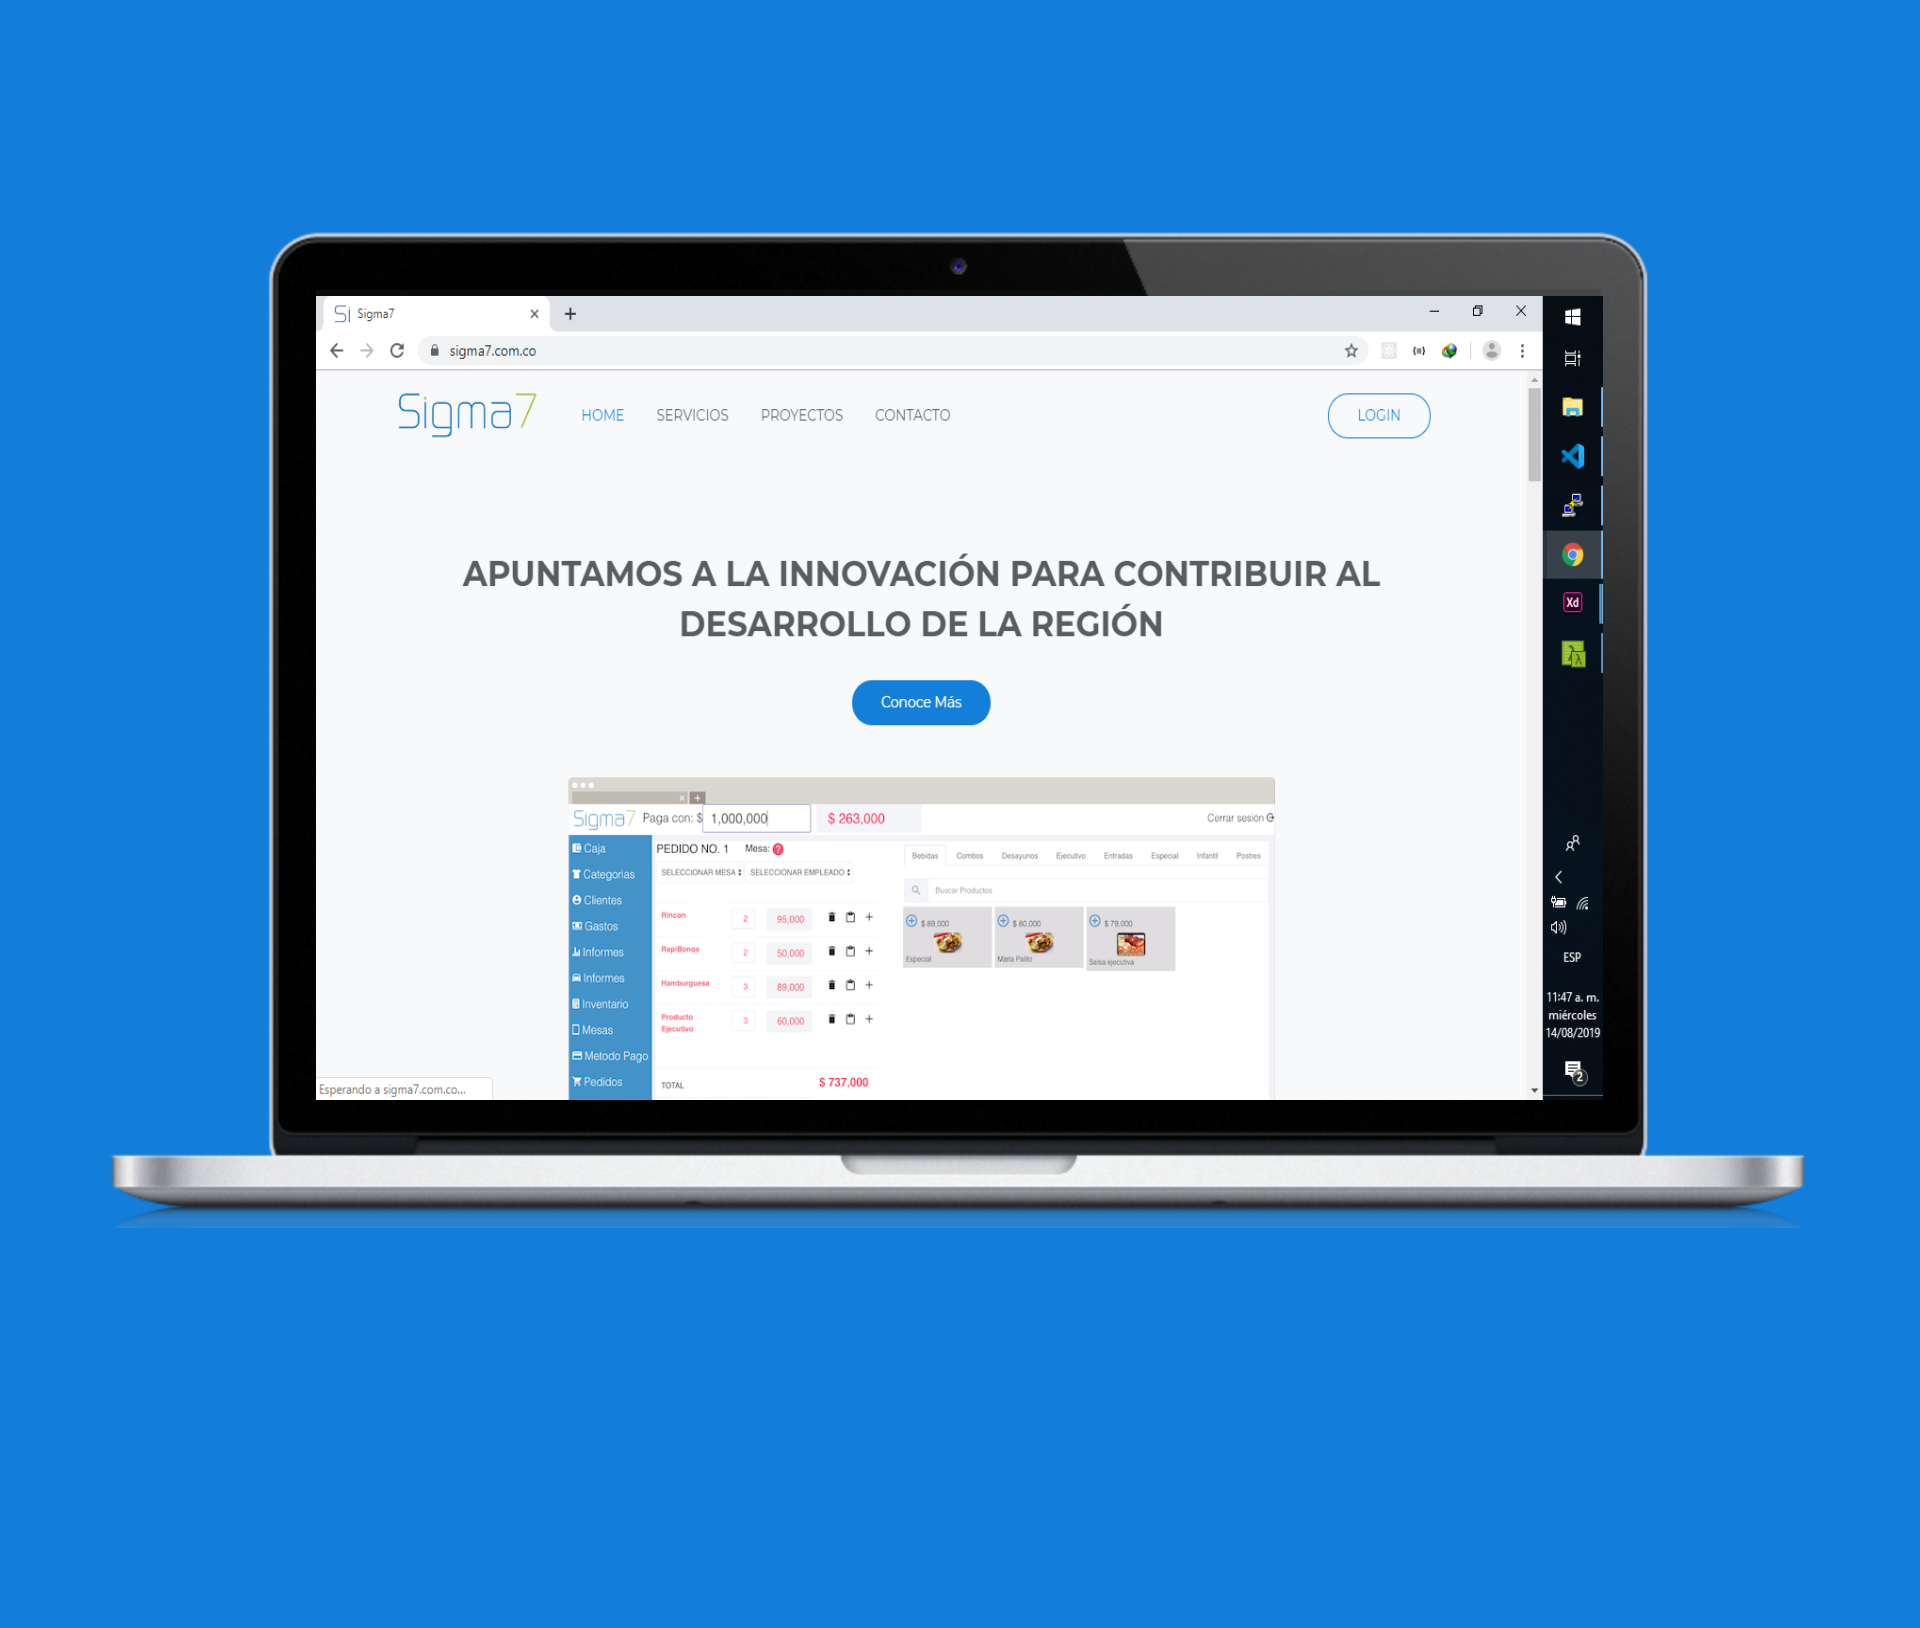 Sigma7
sigma7.com.co
Sigma7 HOME SERVICIOS PROYECTOS CONTACTO LOGIN
APUNTAMOS A LA INNOVACIÓN PARA CONTRIBUIR AL
DESARROLLO DE LA REGIÓN
Conoce Más
Sigma7 Paga con: $ 1,000,000 $ 263,000 Cerrar sesión
Caja
Categorias
Clientes
Gastos
Informes
Informes
Inventario
Mesas
Metodo Pago
Pedidos
PEDIDO NO. 1 Mesa: ?
SELECCIONAR MESA SELECCIONAR EMPLEADO
Rincon 2 95,000
RapiBonos 2 50,000
Hamburguesa 3 89,000
Producto
Ejecutivo 3 60,000
TOTAL $ 737,000
Bebidas Combos Desayunos Ejecutivo Entradas Especial Infantil Postres
Buscar Productos
$ 89,000 $ 80,000 $ 79,000
Especial Maria Palito Salsa ejecutiva
Esperando a sigma7.com.co...
Xd
ESP
11:47 a. m.
miércoles
14/08/2019
2